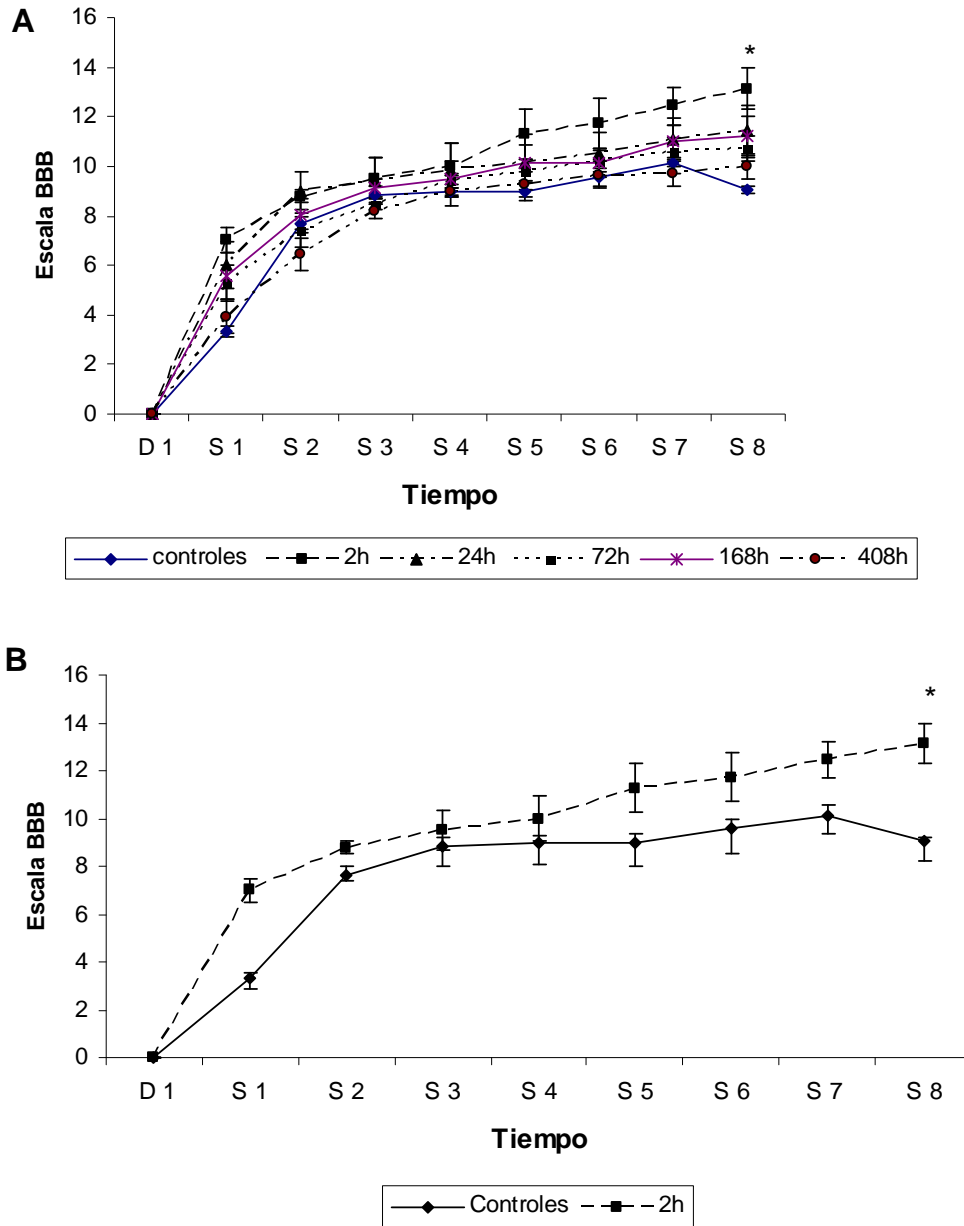 A
16
14
12
10
8
6
4
2
0
Escala BBB
*
D 1 S 1 S 2 S 3 S 4 S 5 S 6 S 7 S 8
Tiempo
controles 2h 24h 72h 168h 408h
B
16
14
12
10
8
6
4
2
0
Escala BBB
*
D 1 S 1 S 2 S 3 S 4 S 5 S 6 S 7 S 8
Tiempo
Controles 2h